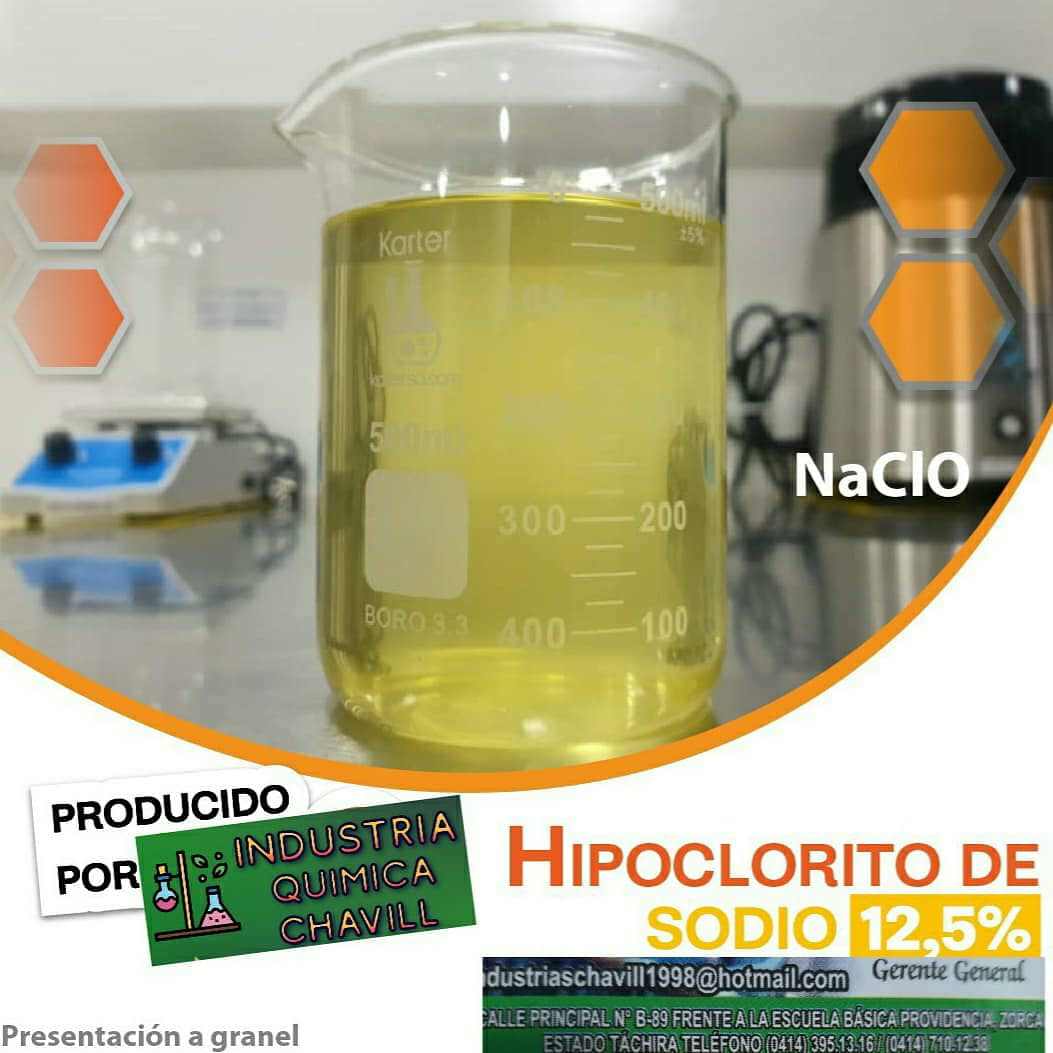 0 500ml
±5%
Karter
100
500ml
NaClO
300 200
BORO 3.3
400 100
PRODUCIDO
POR
INDUSTRIA
QUIMICA
CHAVILL
HIPOCLORITO DE
SODIO 12,5%
ndustriaschavill1998@hotmail.com Gerente General
CALLE PRINCIPAL N° B-89 FRENTE A LA ESCUELA BÁSICA PROVIDENCIA- ZORCA
ESTADO TÁCHIRA TELÉFONO (0414) 395.13.16 / (0414) 710-12.38
Presentación a granel